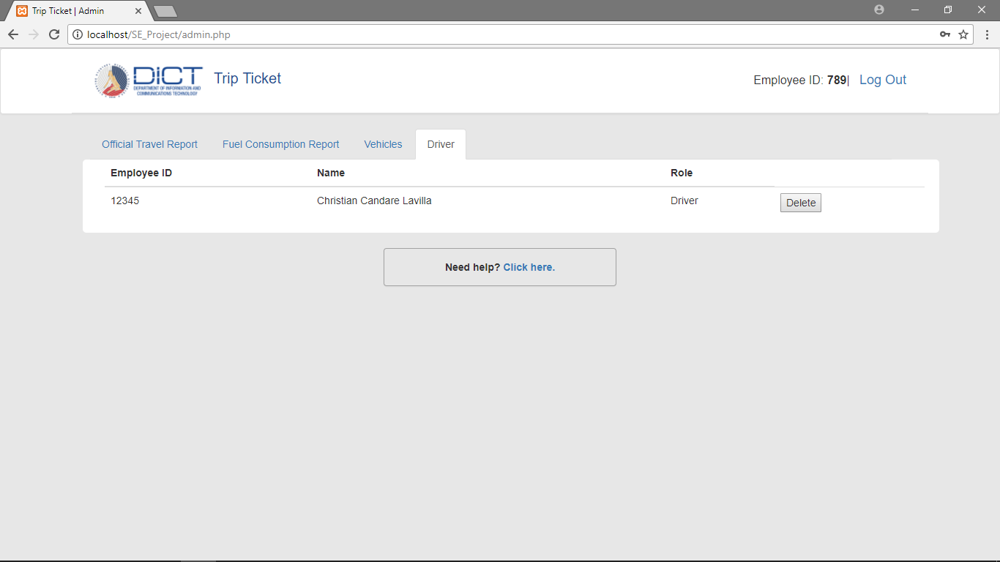 Trip Ticket | Admin
localhost/SE_Project/admin.php
DICT
DEPARTMENT OF INFORMATION AND
COMMUNICATIONS TECHNOLOGY
Trip Ticket
Employee ID: 789| Log Out
Official Travel Report Fuel Consumption Report Vehicles Driver
Employee ID Name Role
12345 Christian Candare Lavilla Driver Delete
Need help? Click here.